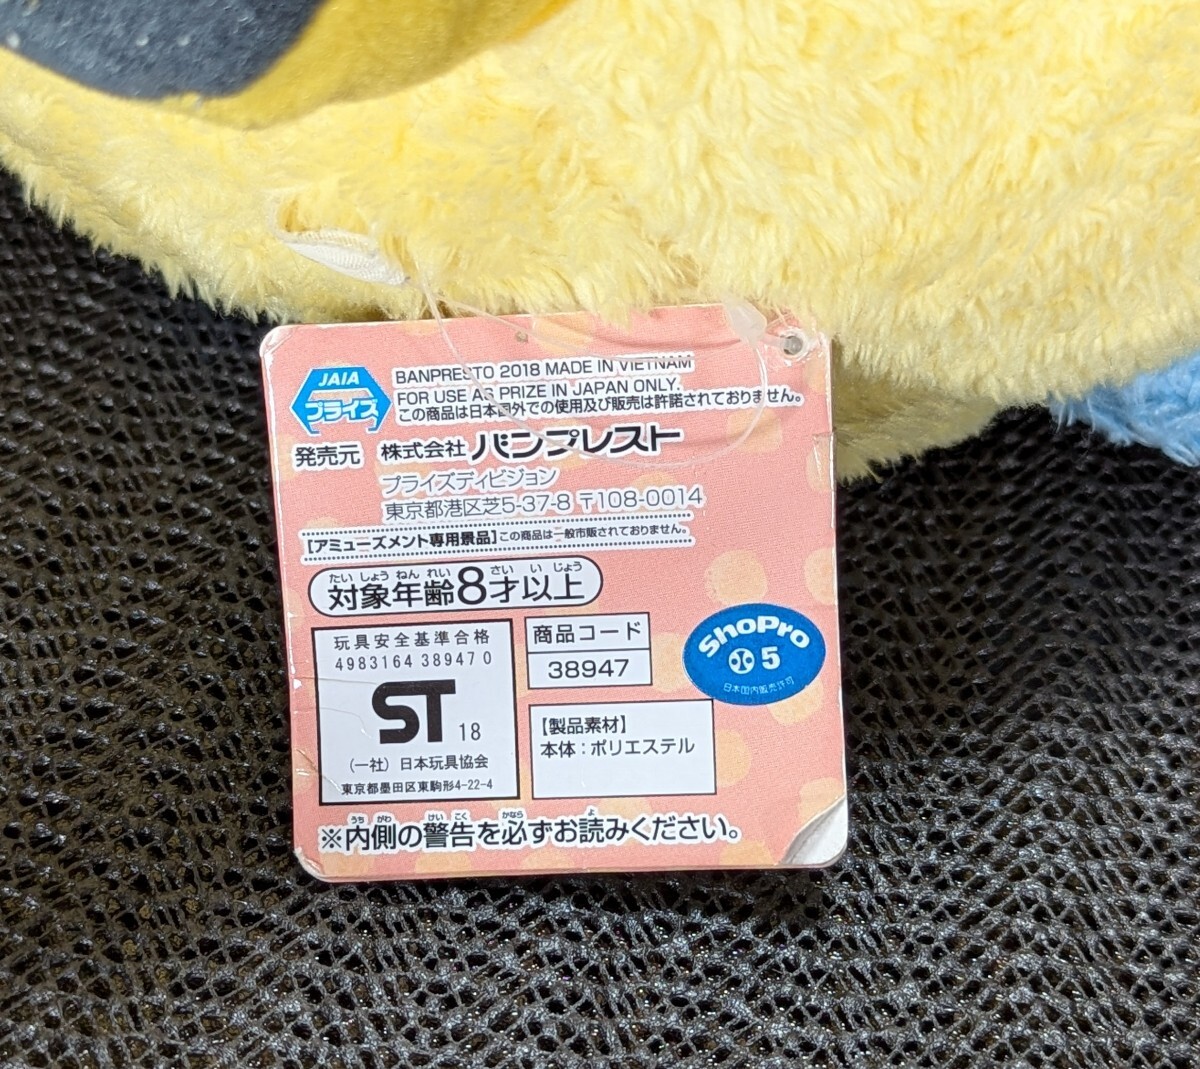 JAIA
プライズ
BANPRESTO 2018 MADE IN VIETNAM
FOR USE AS PRIZE IN JAPAN ONLY.
この商品は日本国外での使用及び販売は許諾されておりません。
発売元 株式会社 バンプレスト
プライズディビジョン
東京都港区芝5-37-8 〒108-0014
【アミューズメント専用景品】この商品は一般市販されておりません。
たいしょうねんれい さいいじょう
対象年齢8才以上
玩具安全基準合格
4983164 38947 0
ST 18
(一社) 日本玩具協会
東京都墨田区東駒形4-22-4
商品コード
38947
ShoPro
5
日本国内販売許可
【製品素材】
本体：ポリエステル
うちがわ けいこく かなら よ
※内側の警告を必ずお読みください。